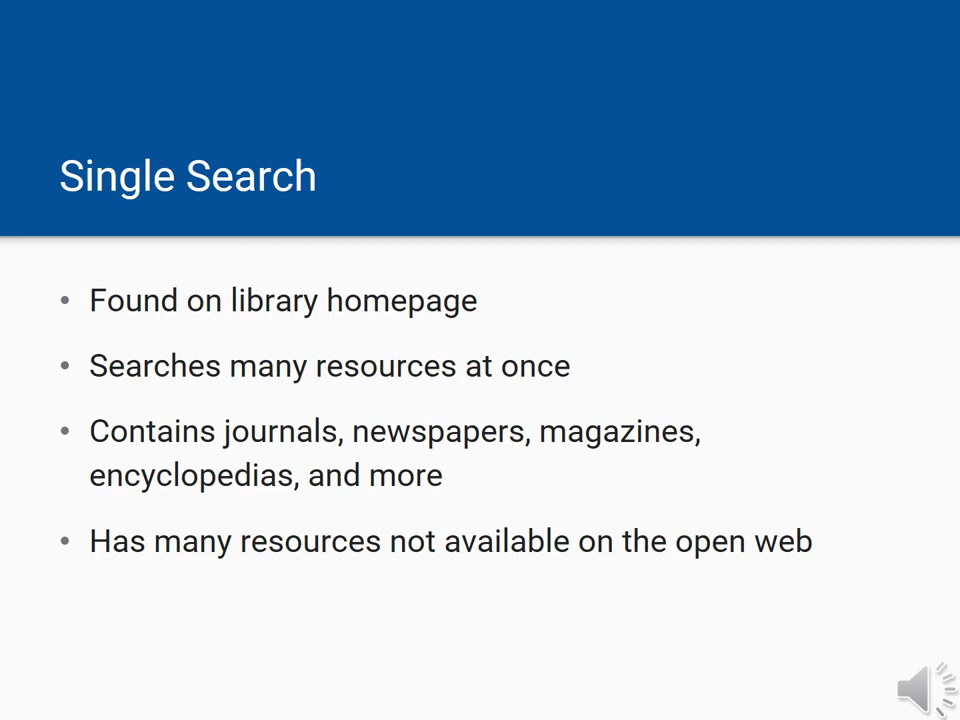 Single Search
• Found on library homepage
• Searches many resources at once
• Contains journals, newspapers, magazines,
encyclopedias, and more
• Has many resources not available on the open web